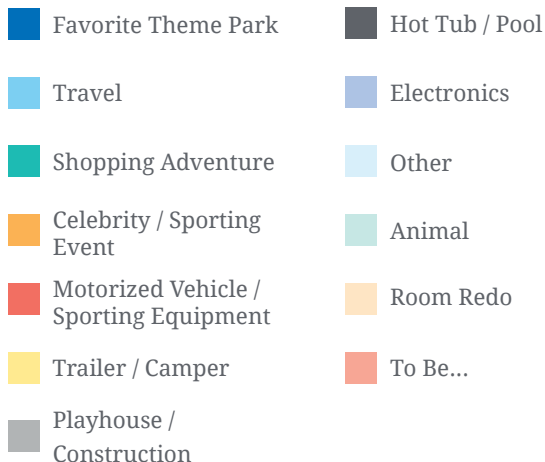 Favorite Theme Park
Travel
Shopping Adventure
Celebrity / Sporting
Event
Motorized Vehicle /
Sporting Equipment
Trailer / Camper
Playhouse /
Construction
Hot Tub / Pool
Electronics
Other
Animal
Room Redo
To Be...